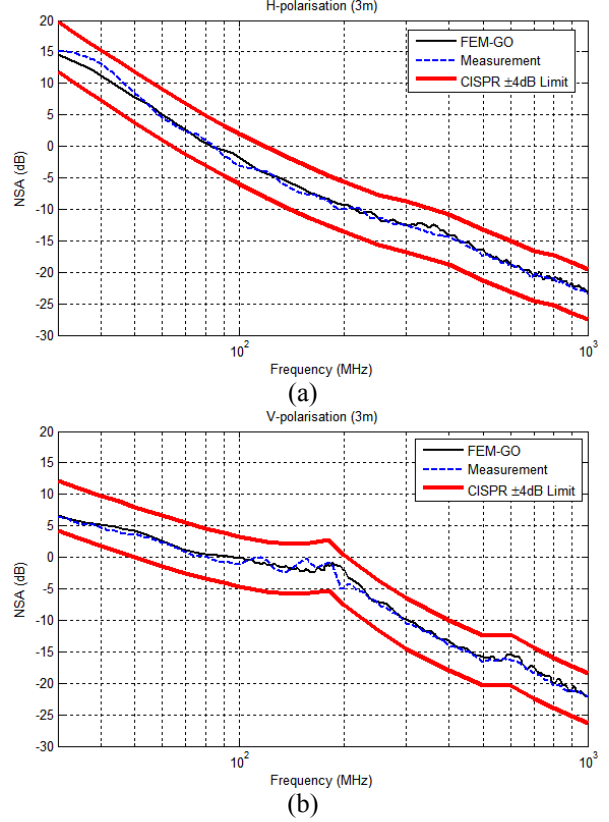 H-polarisation (3m)
20
15
10
5
0
-5
-10
-15
-20
-25
-30
NSA (dB)
FEM-GO
Measurement
CISPR ±4dB Limit
10²
10³
Frequency (MHz)
(a)
V-polarisation (3m)
20
15
10
5
0
-5
-10
-15
-20
-25
-30
NSA (dB)
FEM-GO
Measurement
CISPR ±4dB Limit
10²
10³
Frequency (MHz)
(b)